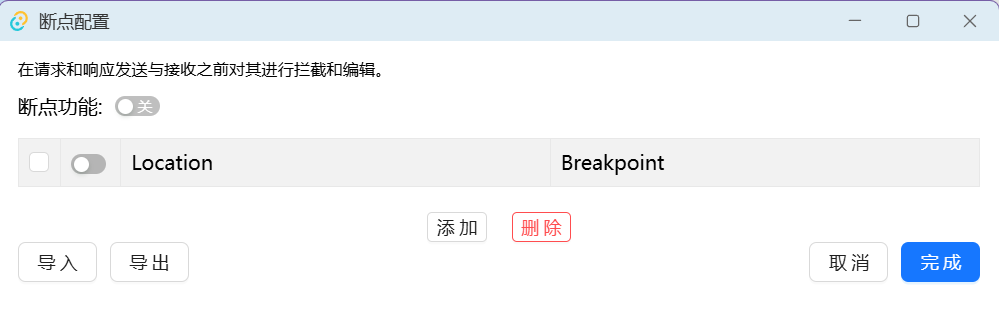 断点配置
在请求和响应发送与接收之前对其进行拦截和编辑。
断点功能: 关
Location Breakpoint
添加 删除
导入 导出 取消 完成